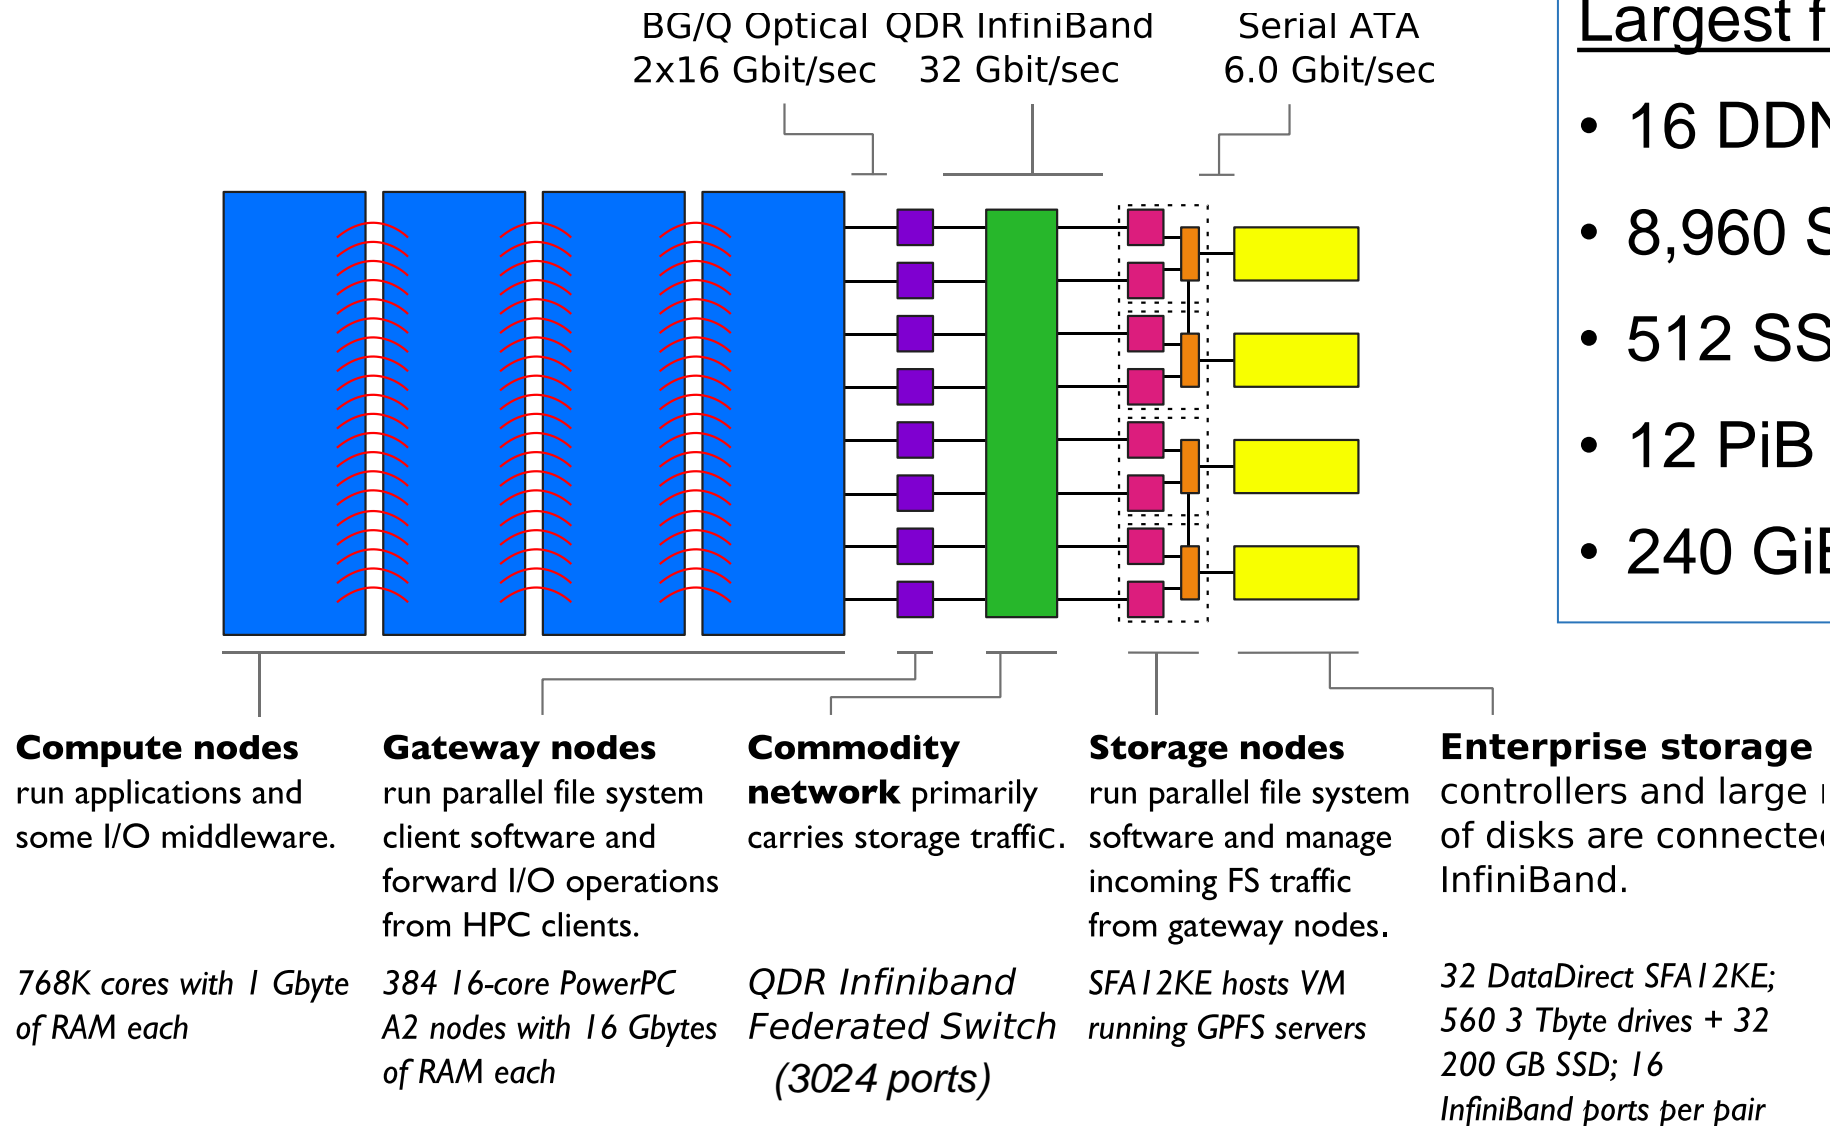 BG/Q Optical
2x16 Gbit/sec
QDR InfiniBand
32 Gbit/sec
Serial ATA
6.0 Gbit/sec
Largest
• 16
• 8,960
• 512
• 12 PiB
• 240
Compute nodes
run applications and
some I/O middleware.
768K cores with 1 Gbyte
of RAM each
Gateway nodes
run parallel file system
client software and
forward I/O operations
from HPC clients.
384 16-core PowerPC
A2 nodes with 16 Gbytes
of RAM each
Commodity
network primarily
carries storage traffic.
QDR Infiniband
Federated Switch
(3024 ports)
Storage nodes
run parallel file system
software and manage
incoming FS traffic
from gateway nodes.
SFA12KE hosts VM
running GPFS servers
Enterprise storage
controllers and large
of disks are
InfiniBand.
32 DataDirect SFA12KE;
560 3 Tbyte drives + 32
200 GB SSD; 16
InfiniBand ports per pair